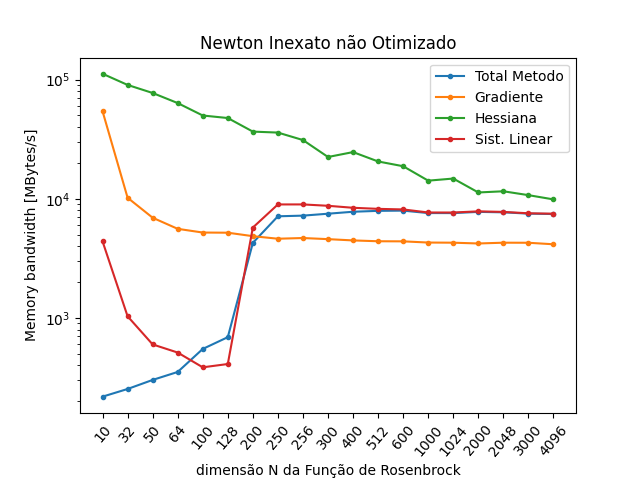 Newton Inexato não Otimizado
Total Metodo
Gradiente
Hessiana
Sist. Linear
Memory bandwidth [MBytes/s]
10^5
10^4
10^3
10 32 50 64 100 128 200 250 256 300 400 512 600 1000 1024 2000 2048 3000 4096
dimensão N da Função de Rosenbrock